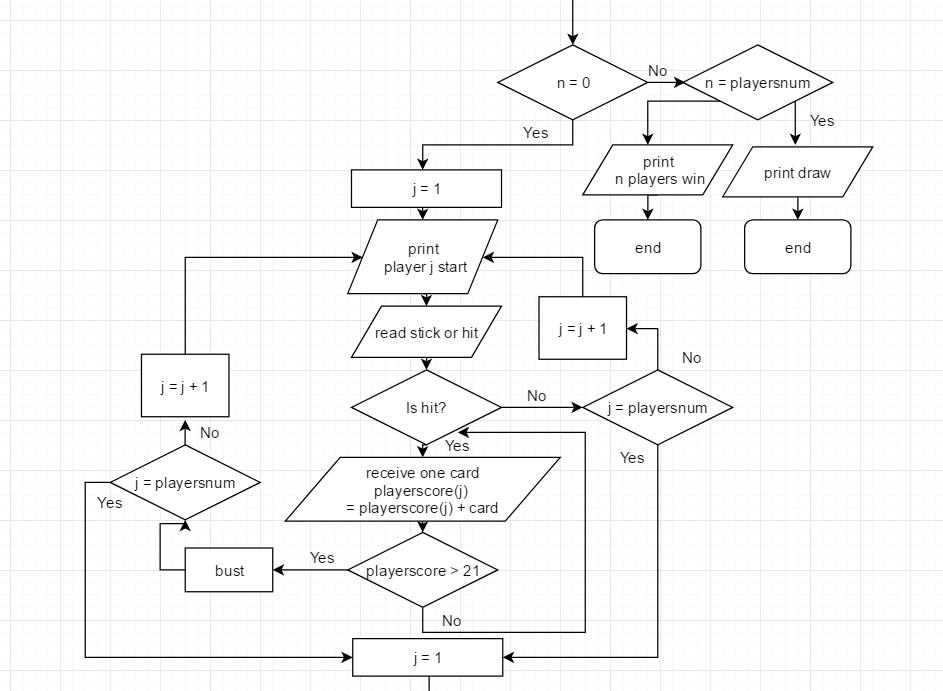 n = 0
No
n = playersnum
Yes
Yes
print
n players win
print draw
j = 1
end
end
print
player j start
read stick or hit
j = j + 1
No
j = j + 1
Is hit?
No
j = playersnum
No
Yes
Yes
j = playersnum
Yes
receive one card
playerscore(j)
= playerscore(j) + card
bust
Yes
playerscore > 21
No
j = 1